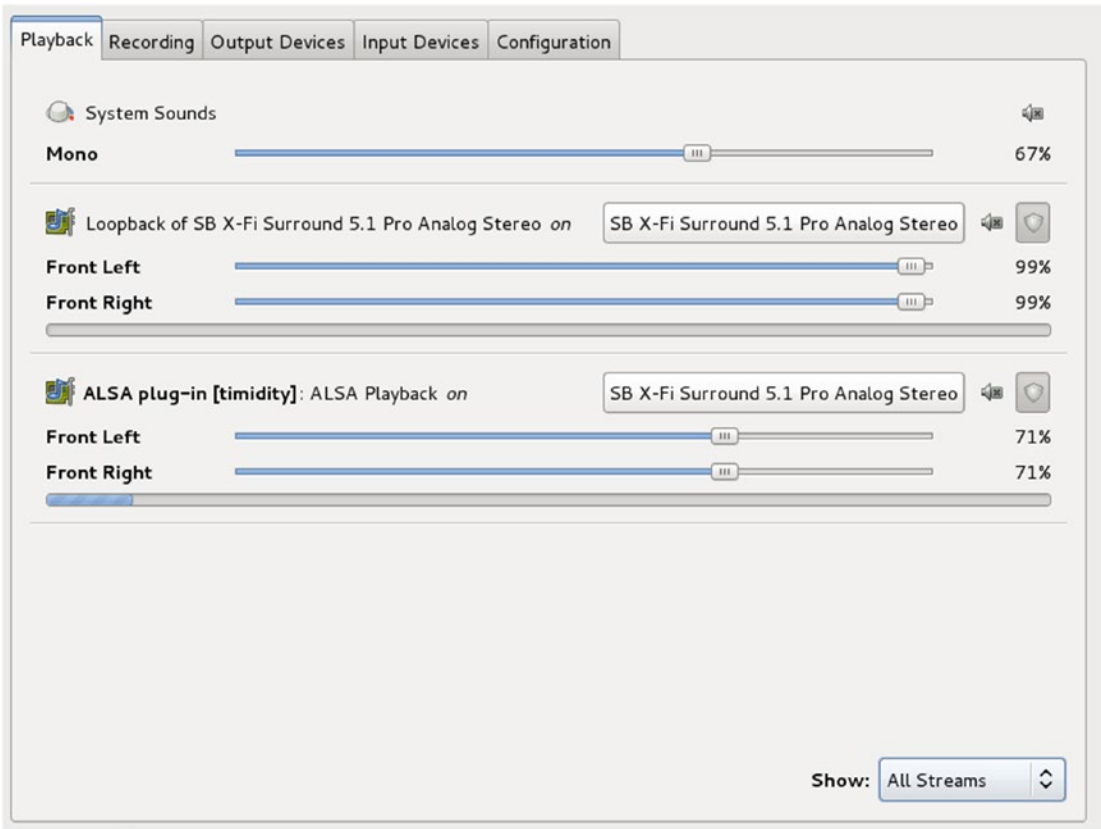 Playback Recording Output Devices Input Devices Configuration
System Sounds
Mono 67%
Loopback of SB X-Fi Surround 5.1 Pro Analog Stereo on SB X-Fi Surround 5.1 Pro Analog Stereo
Front Left 99%
Front Right 99%
ALSA plug-in [timidity]: ALSA Playback on SB X-Fi Surround 5.1 Pro Analog Stereo
Front Left 71%
Front Right 71%
Show: All Streams